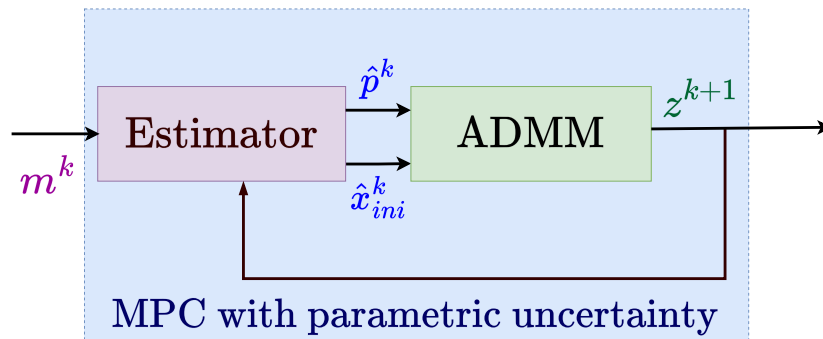 p̂^k
z^{k+1}
Estimator
ADMM
m^k
x̂^k_{ini}
MPC with parametric uncertainty